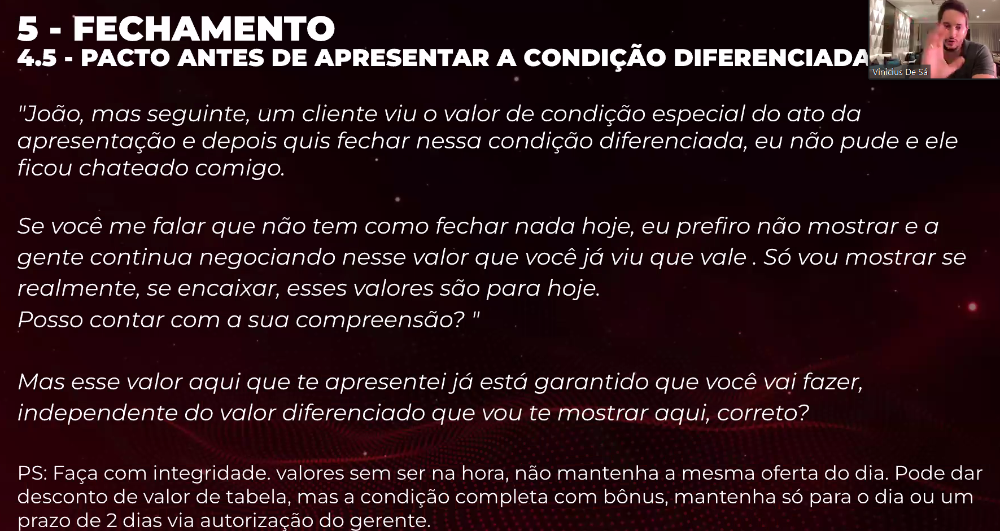 5 - FECHAMENTO
4.5 - PACTO ANTES DE APRESENTAR A CONDIÇÃO DIFERENCIADA
Vinicius De Sá
"João, mas seguinte, um cliente viu o valor de condição especial do ato da
apresentação e depois quis fechar nessa condição diferenciada, eu não pude e ele
ficou chateado comigo.
Se você me falar que não tem como fechar nada hoje, eu prefiro não mostrar e a
gente continua negociando nesse valor que você já viu que vale . Só vou mostrar se
realmente, se encaixar, esses valores são para hoje.
Posso contar com a sua compreensão? "
Mas esse valor aqui que te apresentei já está garantido que você vai fazer,
independente do valor diferenciado que vou te mostrar aqui, correto?
PS: Faça com integridade. valores sem ser na hora, não mantenha a mesma oferta do dia. Pode dar
desconto de valor de tabela, mas a condição completa com bônus, mantenha só para o dia ou um
prazo de 2 dias via autorização do gerente.